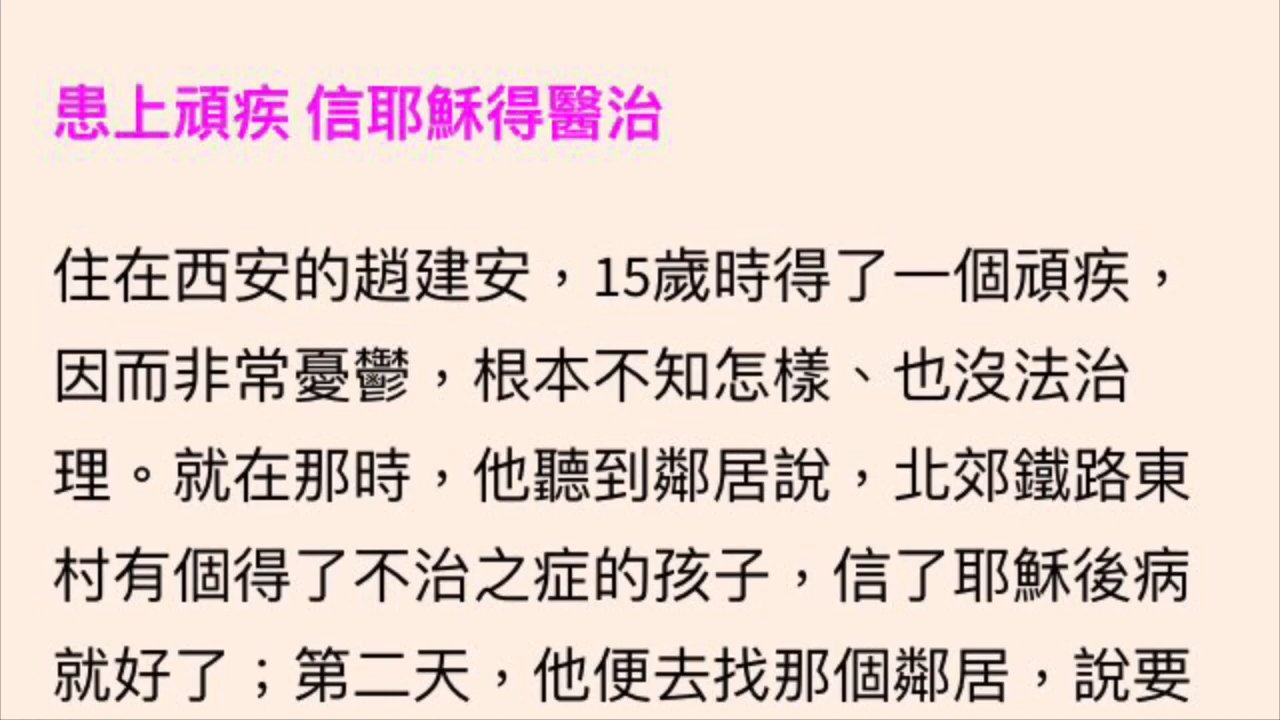 患上頑疾 信耶穌得醫治
住在西安的趙建安，15歲時得了一個頑疾，
因而非常憂鬱，根本不知怎樣、也沒法治
理。就在那時，他聽到鄰居說，北郊鐵路東
村有個得了不治之症的孩子，信了耶穌後病
就好了；第二天，他便去找那個鄰居，說要